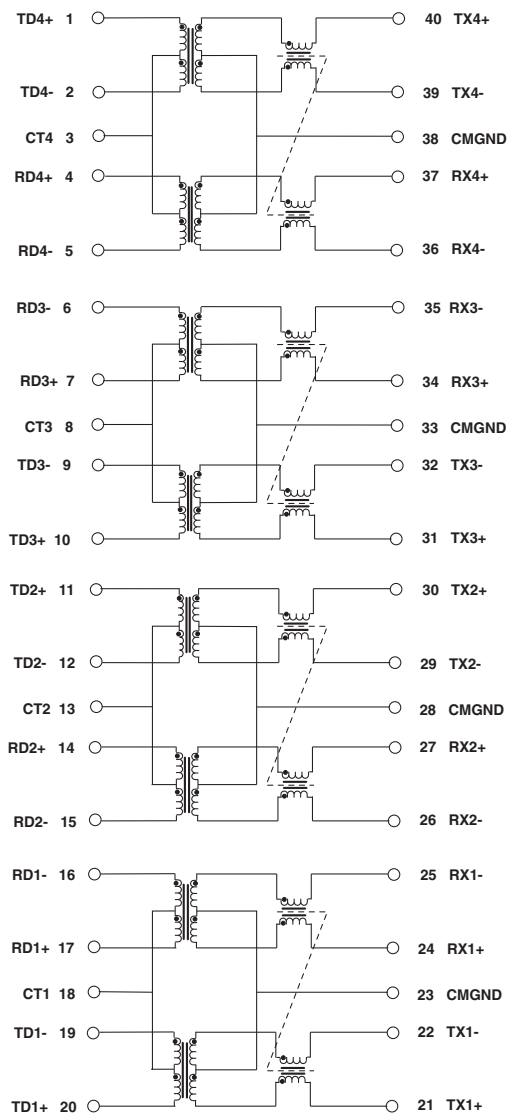 TD4+ 1 40 TX4+
TD4- 2 39 TX4-
CT4 3 38 CMGND
RD4+ 4 37 RX4+
RD4- 5 36 RX4-
RD3- 6 35 RX3-
RD3+ 7 34 RX3+
CT3 8 33 CMGND
TD3- 9 32 TX3-
TD3+ 10 31 TX3+
TD2+ 11 30 TX2+
TD2- 12 29 TX2-
CT2 13 28 CMGND
RD2+ 14 27 RX2+
RD2- 15 26 RX2-
RD1- 16 25 RX1-
RD1+ 17 24 RX1+
CT1 18 23 CMGND
TD1- 19 22 TX1-
TD1+ 20 21 TX1+